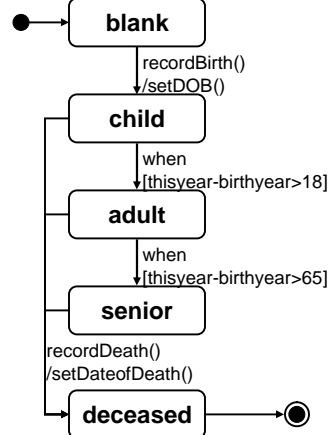 blank
recordBirth()
/setDOB()
child
when
[thisyear-birthyear>18]
adult
when
[thisyear-birthyear>65]
senior
recordDeath()
/setDateofDeath()
deceased